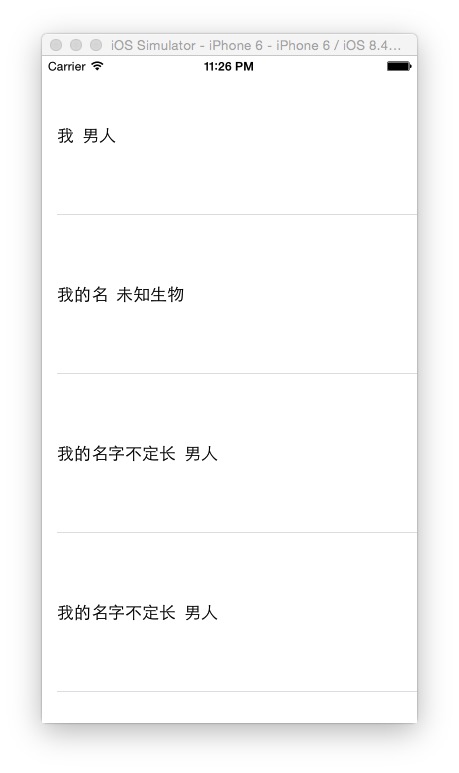 iOS Simulator - iPhone 6 - iPhone 6 / iOS 8.4...
Carrier 11:26 PM
我 男人
我的名 未知生物
我的名字不定长 男人
我的名字不定长 男人